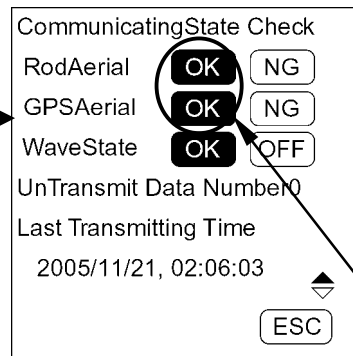 CommunicatingState Check
RodAerial OK NG
GPSAerial OK NG
WaveState OK OFF
UnTransmit Data Number0
Last Transmitting Time
2005/11/21, 02:06:03
ESC